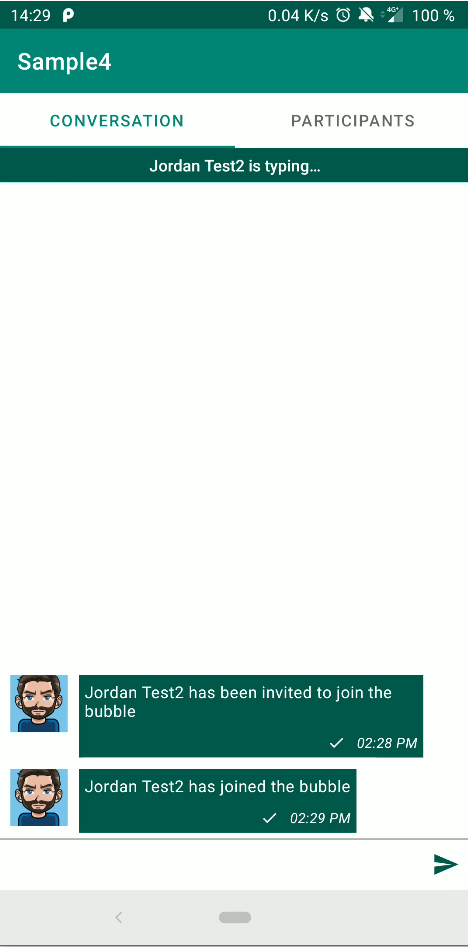 14:29 P 0.04 K/s 4G+ 100 %
Sample4
CONVERSATION PARTICIPANTS
Jordan Test2 is typing...
Jordan Test2 has been invited to join the
bubble
02:28 PM
Jordan Test2 has joined the bubble
02:29 PM